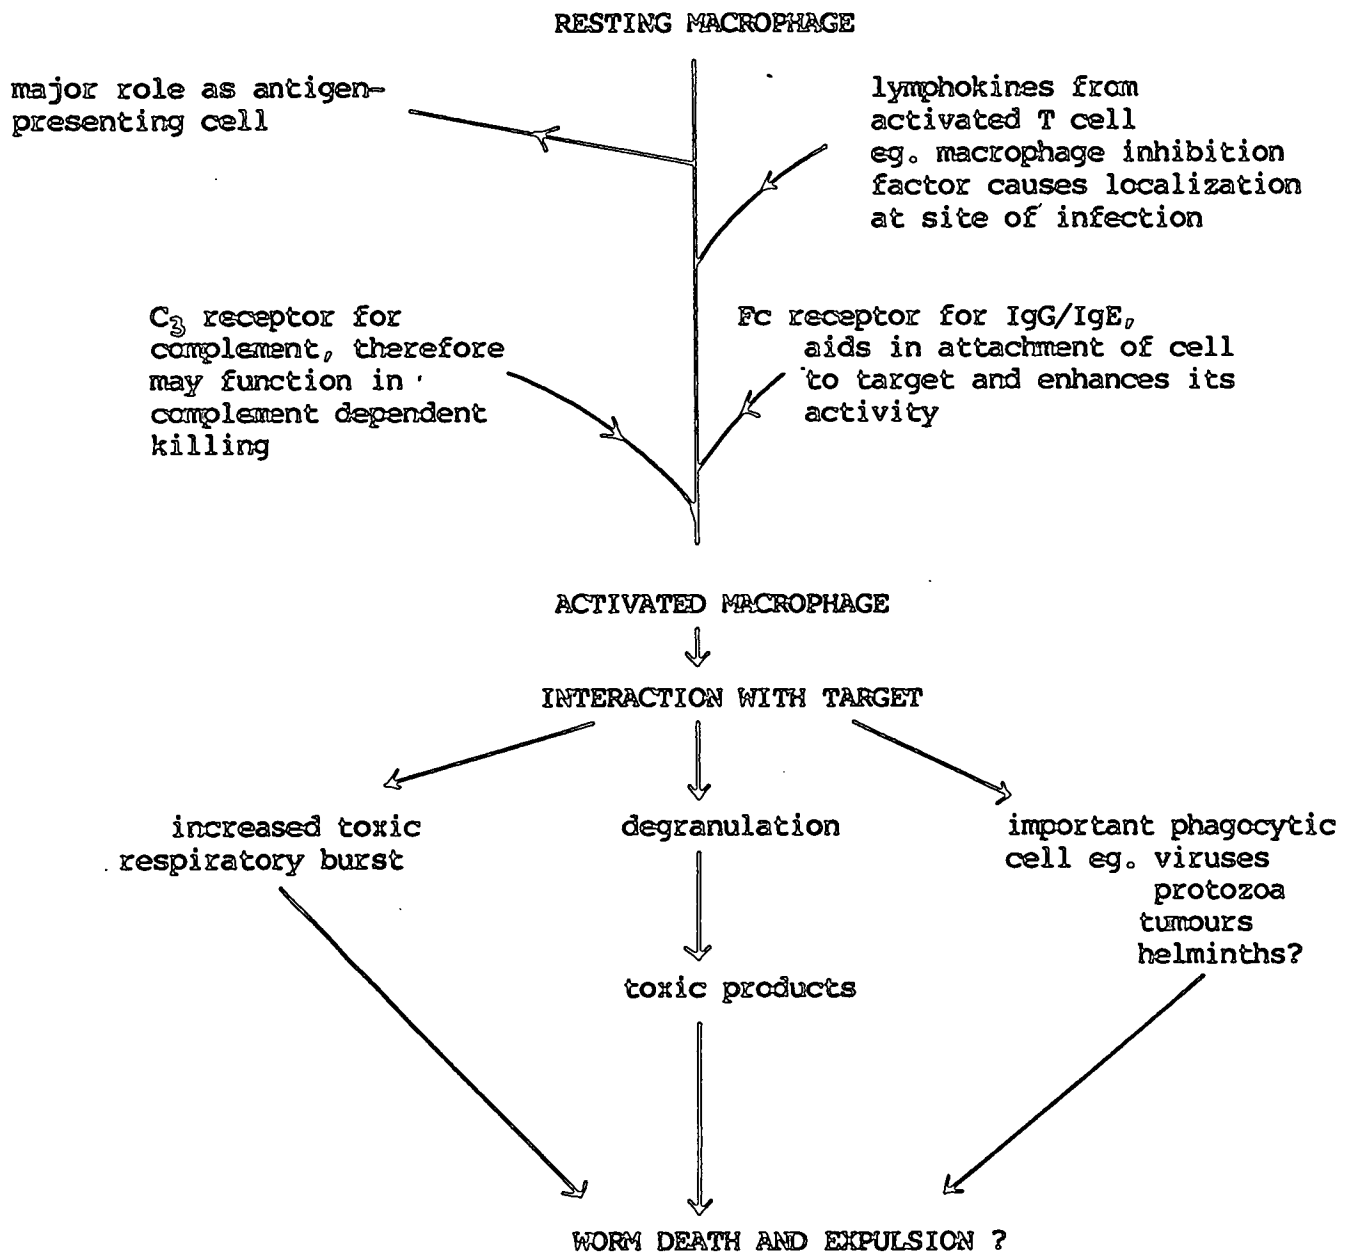 RESTING MACROPHAGE
major role as antigen-
presenting cell
lymphokines from
activated T cell
eg. macrophage inhibition
factor causes localization
at site of infection
C3 receptor for
complement, therefore
may function in
complement dependent
killing
Fc receptor for IgG/IgE,
aids in attachment of cell
to target and enhances its
activity
ACTIVATED MACROPHAGE
INTERACTION WITH TARGET
increased toxic
respiratory burst
degranulation
toxic products
important phagocytic
cell eg. viruses
protozoa
tumours
helminths?
WORM DEATH AND EXPULSION ?